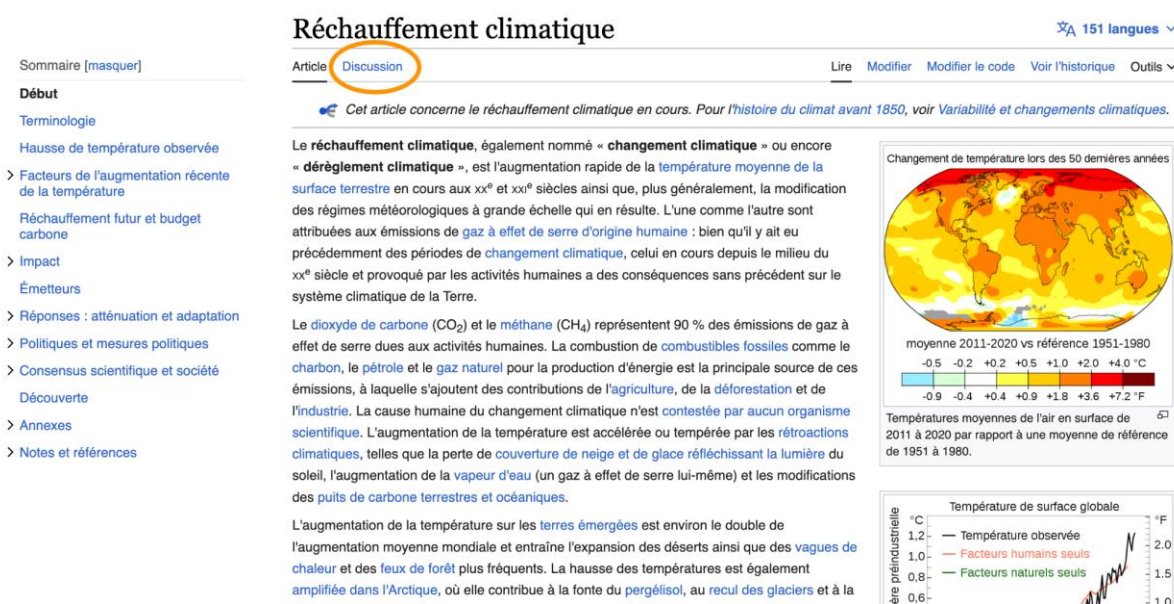 Réchauffement climatique
151 langues
Article Discussion
Lire Modifier Modifier le code Voir l'historique Outils
Sommaire [masquer]
Début
Terminologie
Hausse de température observée
Facteurs de l'augmentation récente
de la température
Réchauffement futur et budget
carbone
Impact
Émetteurs
Réponses : atténuation et adaptation
Politiques et mesures politiques
Consensus scientifique et société
Découverte
Annexes
Notes et références
Cet article concerne le réchauffement climatique en cours. Pour l'histoire du climat avant 1850, voir Variabilité et changements climatiques.
Le réchauffement climatique, également nommé « changement climatique » ou encore
« dérèglement climatique », est l'augmentation rapide de la température moyenne de la
surface terrestre en cours aux XXe et XXIe siècles ainsi que, plus généralement, la modification
des régimes météorologiques à grande échelle qui en résulte. L'une comme l'autre sont
attribuées aux émissions de gaz à effet de serre d'origine humaine : bien qu'il y ait eu
précédemment des périodes de changement climatique, celui en cours depuis le milieu du
XXe siècle et provoqué par les activités humaines a des conséquences sans précédent sur le
système climatique de la Terre.
Le dioxyde de carbone (CO2) et le méthane (CH4) représentent 90 % des émissions de gaz à
effet de serre dues aux activités humaines. La combustion de combustibles fossiles comme le
charbon, le pétrole et le gaz naturel pour la production d'énergie est la principale source de ces
émissions, à laquelle s'ajoutent des contributions de l'agriculture, de la déforestation et de
l'industrie. La cause humaine du changement climatique n'est contestée par aucun organisme
scientifique. L'augmentation de la température est accélérée ou tempérée par les rétroactions
climatiques, telles que la perte de couverture de neige et de glace réfléchissant la lumière du
soleil, l'augmentation de la vapeur d'eau (un gaz à effet de serre lui-même) et les modifications
des puits de carbone terrestres et océaniques.
L'augmentation de la température sur les terres émergées est environ le double de
l'augmentation moyenne mondiale et entraîne l'expansion des déserts ainsi que des vagues de
chaleur et des feux de forêt plus fréquents. La hausse des températures est également
amplifiée dans l'Arctique, où elle contribue à la fonte du pergélisol, au recul des glaciers et à la
Changement de température lors des 50 dernières années
moyenne 2011-2020 vs référence 1951-1980
-0.5 -0.2 +0.2 +0.5 +1.0 +2.0 +4.0 °C
-0.9 -0.4 +0.4 +0.9 +1.8 +3.6 +7.2 °F
Températures moyennes de l'air en surface de
2011 à 2020 par rapport à une moyenne de référence
de 1951 à 1980.
Température de surface globale
°C °F
1,2 Température observée 2.0
1,0 Facteurs humains seuls
0,8 Facteurs naturels seuls 1.5
0,6 1.0
ère préindustrielle